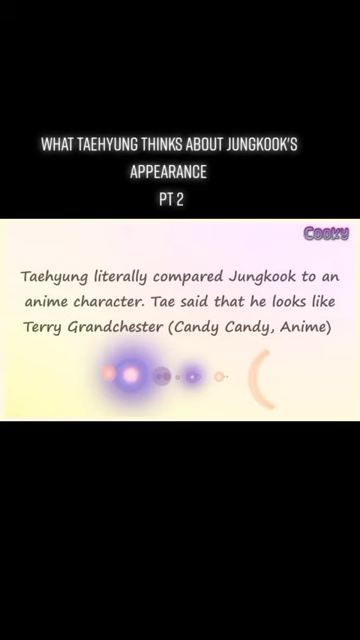 WHAT TAEHYUNG THINKS ABOUT JUNGKOOK'S
APPEARANCE
PT 2
Cooky
Taehyung literally compared Jungkook to an
anime character. Tae said that he looks like
Terry Grandchester (Candy Candy, Anime)